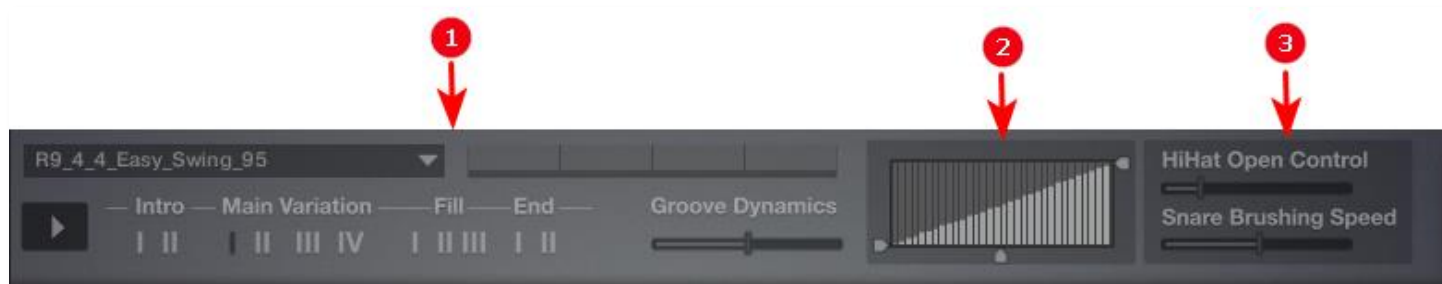 1
2
3
R9_4_4_Easy_Swing_95
HiHat Open Control
Intro Main Variation Fill End
Groove Dynamics
Snare Brushing Speed
I II I II III IV I II III I II